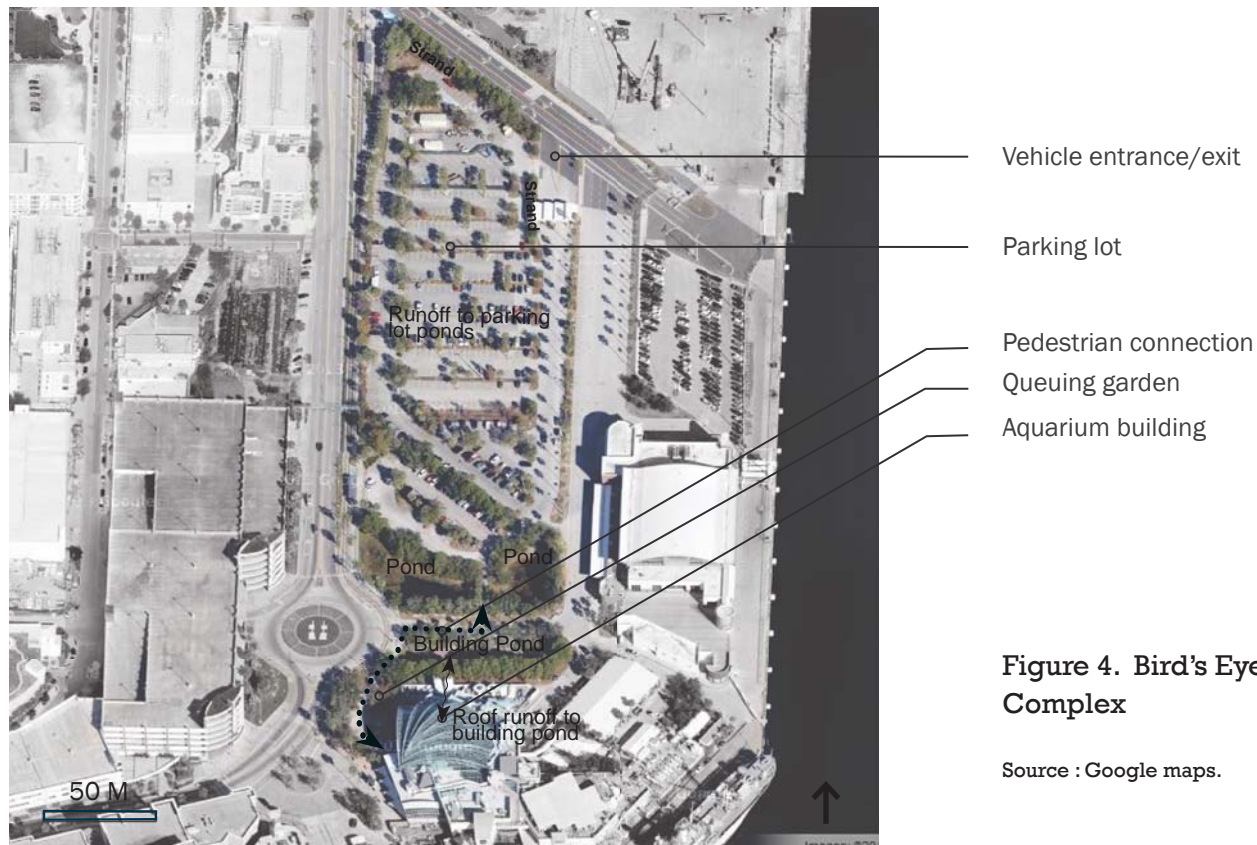 Strand
Strand
Vehicle entrance/exit
Parking lot
Runoff to parking
lot ponds
Pedestrian connection
Queuing garden
Aquarium building
Pond
Pond
Building Pond
Roof runoff to
building pond
50 M
Figure 4. Bird's Eye
Complex
Source : Google maps.